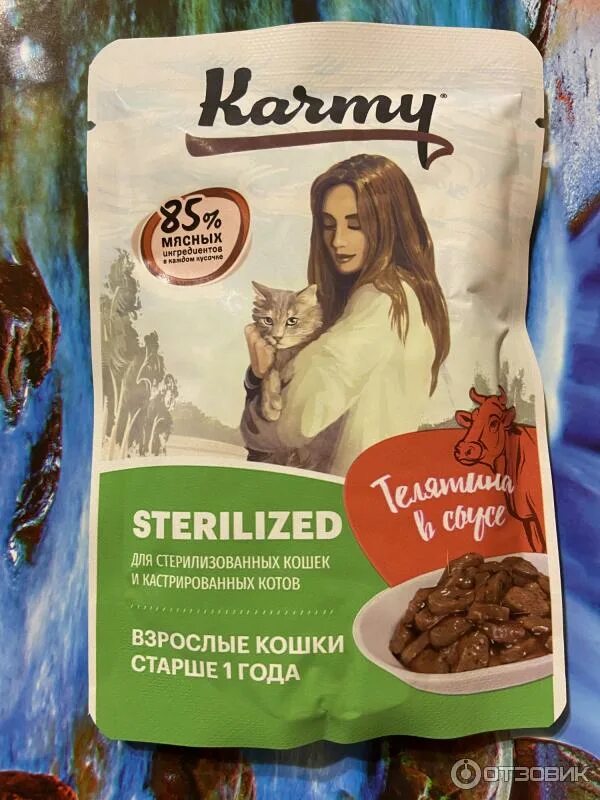 Karmy®
85%
МЯСНЫХ
ингредиентов
в каждом кусочке
Телятина
в соусе
STERILIZED
ДЛЯ СТЕРИЛИЗОВАННЫХ КОШЕК
И КАСТРИРОВАННЫХ КОТОВ
ВЗРОСЛЫЕ КОШКИ
СТАРШЕ 1 ГОДА
ОТЗОВИК